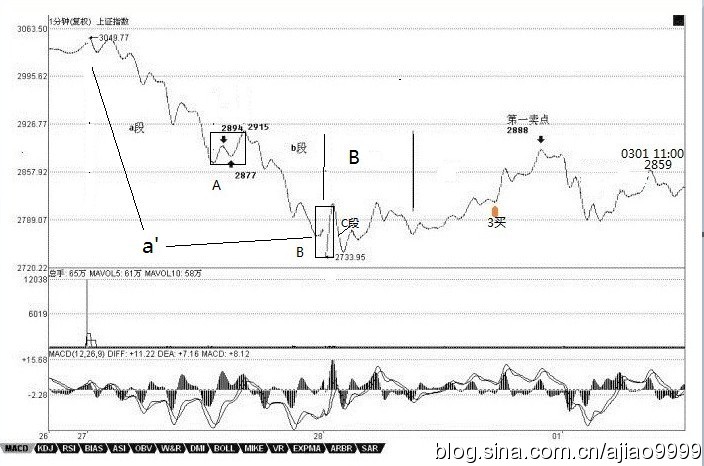 1分钟(复权) 上证指数
3063.50
3049.77
2995.62
2926.77
a段
2894 2915
b段
B
第一卖点
2888
0301 11:00
2859
2857.92
2877
A
2789.07
C段
3买
a'
B
2733.95
2720.22
总手: 65万 MAVOL5: 61万 MAVOL10: 58万
12038
6019
MACD(12,26,9) DIFF: +11.22 DEA: +7.16 MACD: +8.12
+15.68
-2.28
26 27 28 01
MACD KDJ RSI BIAS ASI OBV W&R DMI BOLL MIKE VR EXPMA ARBR SAR
blog.sina.com.cn/ajiao9999